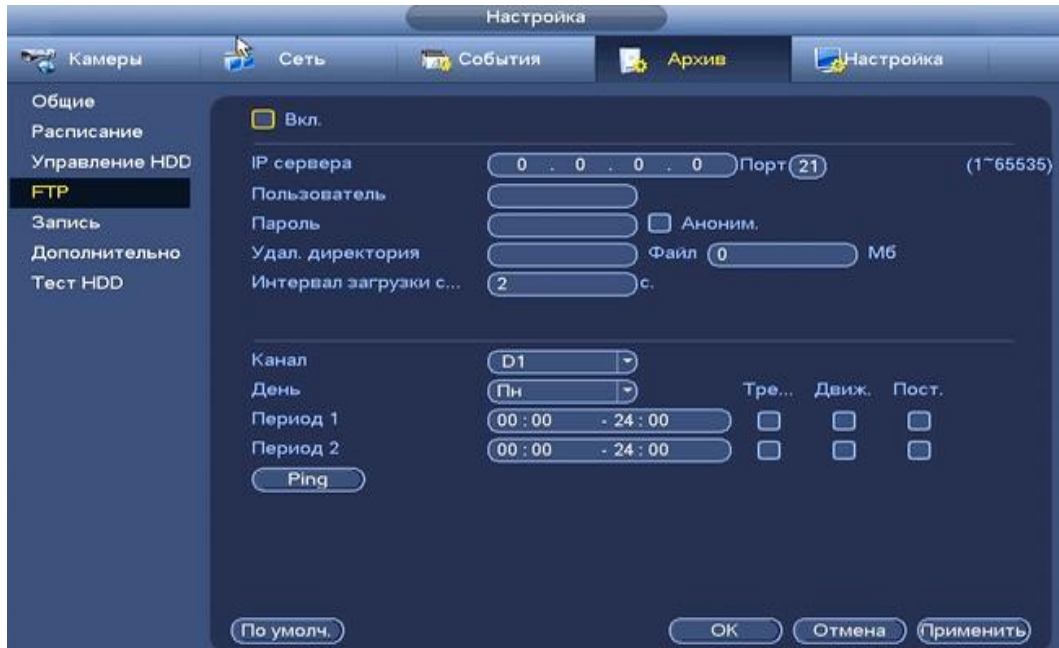 Настройка
Камеры Сеть События Архив Настройка
Общие
Расписание
Управление HDD
FTP
Запись
Дополнительно
Тест HDD
Вкл.
IP сервера 0 . 0 . 0 . 0 Порт 21 (1~65535)
Пользователь
Пароль Аноним.
Удал. директория Файл 0 Мб
Интервал загрузки с... 2 с.
Канал D1
День Пн Тре... Движ. Пост.
Период 1 00 : 00 - 24 : 00
Период 2 00 : 00 - 24 : 00
Ping
По умолч. OK Отмена Применить